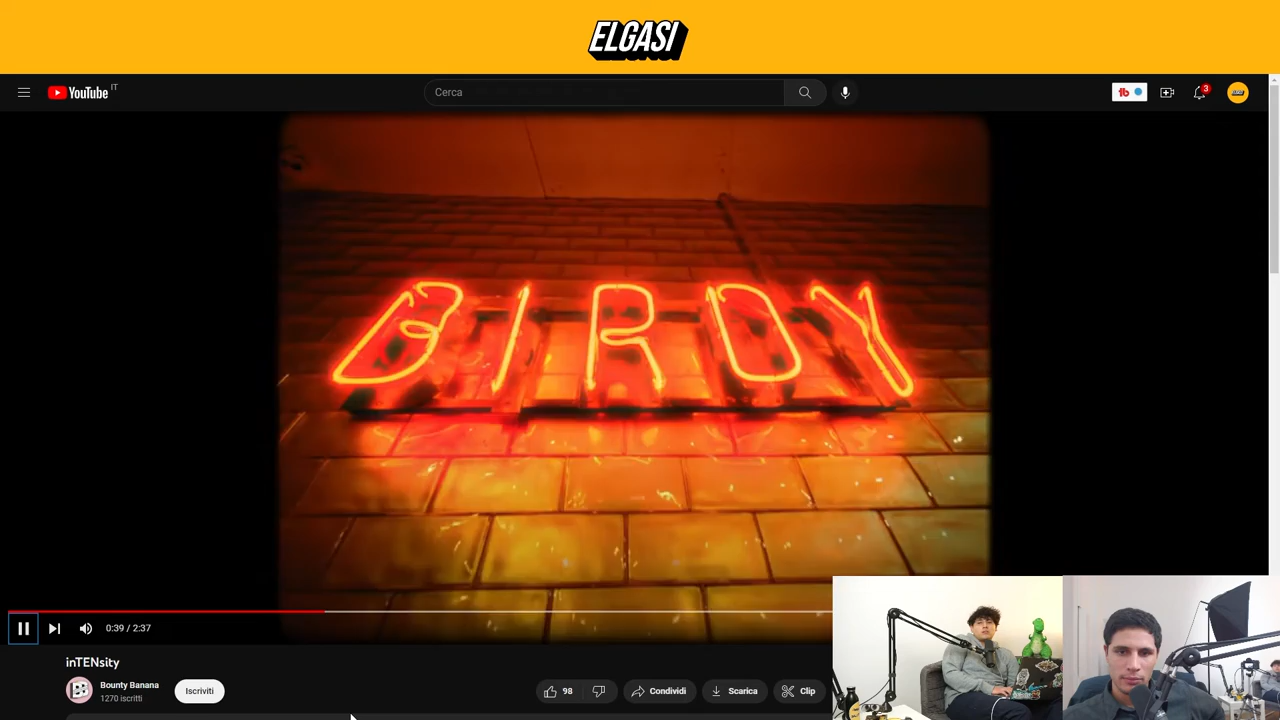 ELGASI
YouTube IT
Cerca
3
BIRDY
0:39 / 2:37
inTENsity
Bounty Banana
1270 iscritti
Iscriviti
98
Condividi
Scarica
Clip